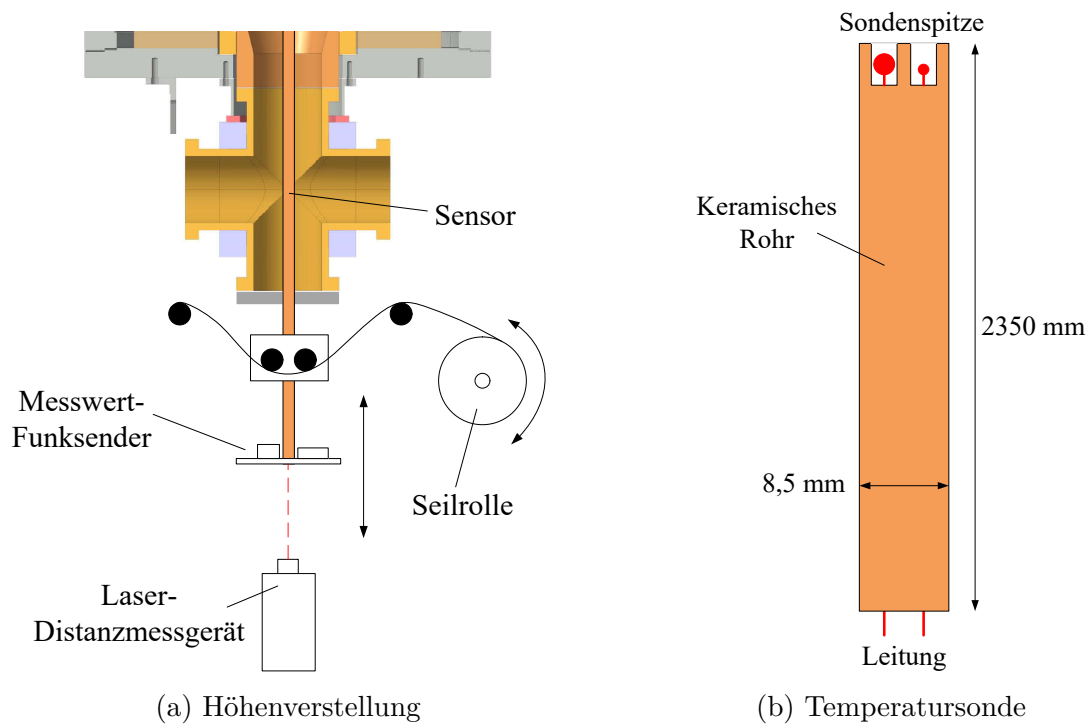 Sensor
Messwert-
Funksender
Seilrolle
Laser-
Distanzmessgerät
(a) Höhenverstellung
Sondenspitze
Keramisches
Rohr
2350 mm
8,5 mm
Leitung
(b) Temperatursonde